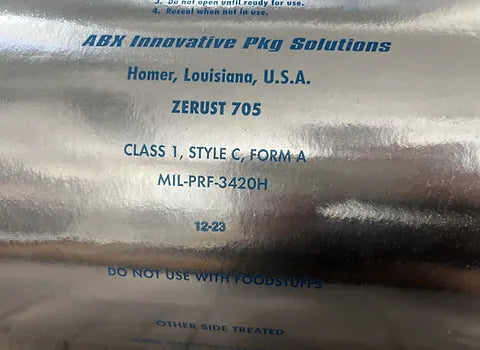 3. Do not open until ready for use.
4. Reseal when not in use.
ABX Innovative Pkg Solutions
Homer, Louisiana, U.S.A.
ZERUST 705
CLASS 1, STYLE C, FORM A
MIL-PRF-3420H
12-23
DO NOT USE WITH FOODSTUFFS
OTHER SIDE TREATED